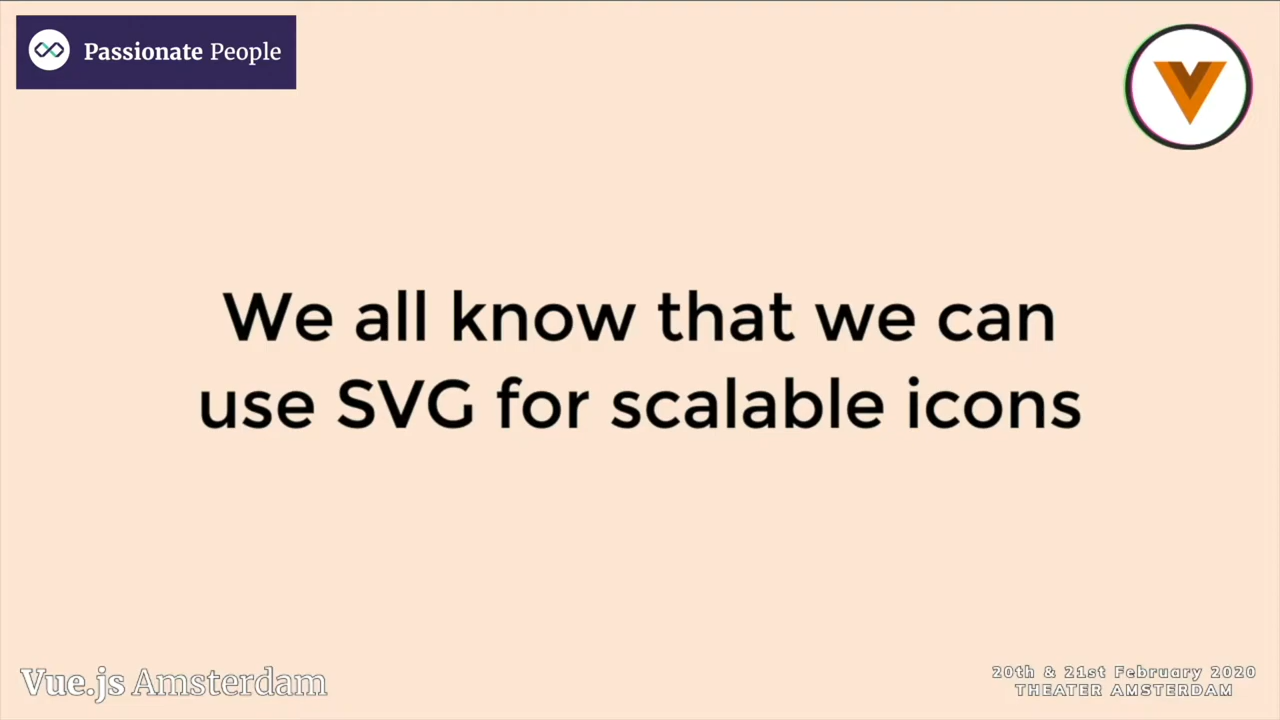 Passionate People
We all know that we can
use SVG for scalable icons
Vue.js Amsterdam
20th & 21st February 2020
THEATER AMSTERDAM